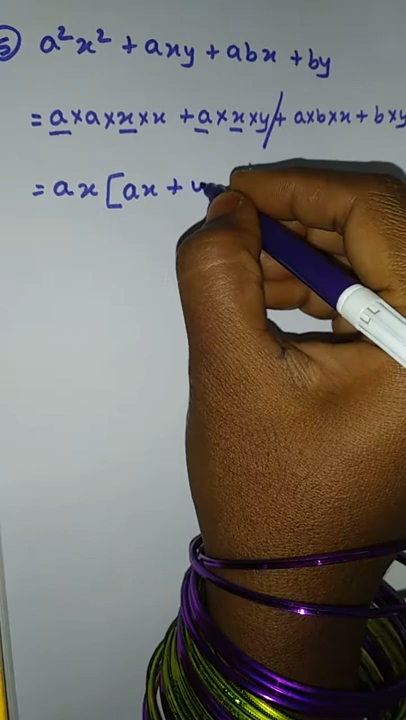 ⑤ a²x² + axy + abx + by
= a×a×x×x + a×x×y/+ a×b×x + b×y
= ax [ax +